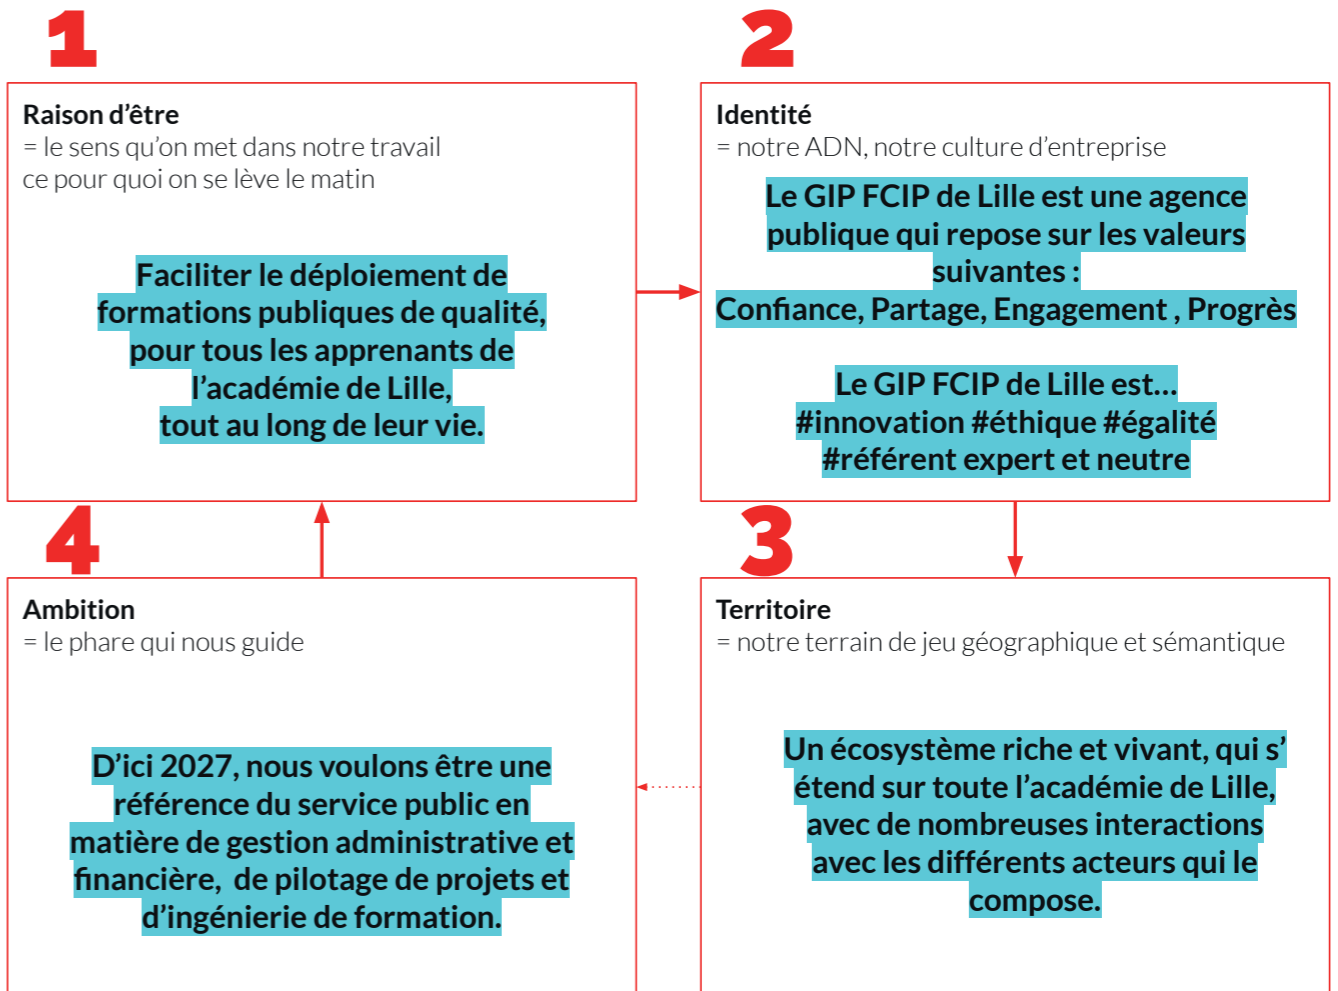 1
Raison d’être
= le sens qu’on met dans notre travail
ce pour quoi on se lève le matin
Faciliter le déploiement de
formations publiques de qualité,
pour tous les apprenants de
l’académie de Lille,
tout au long de leur vie.
2
Identité
= notre ADN, notre culture d’entreprise
Le GIP FCIP de Lille est une agence
publique qui repose sur les valeurs
suivantes :
Confiance, Partage, Engagement , Progrès
Le GIP FCIP de Lille est...
#innovation #éthique #égalité
#référent expert et neutre
3
Territoire
= notre terrain de jeu géographique et sémantique
Un écosystème riche et vivant, qui s’
étend sur toute l’académie de Lille,
avec de nombreuses interactions
avec les différents acteurs qui le
compose.
4
Ambition
= le phare qui nous guide
D’ici 2027, nous voulons être une
référence du service public en
matière de gestion administrative et
financière, de pilotage de projets et
d’ingénierie de formation.